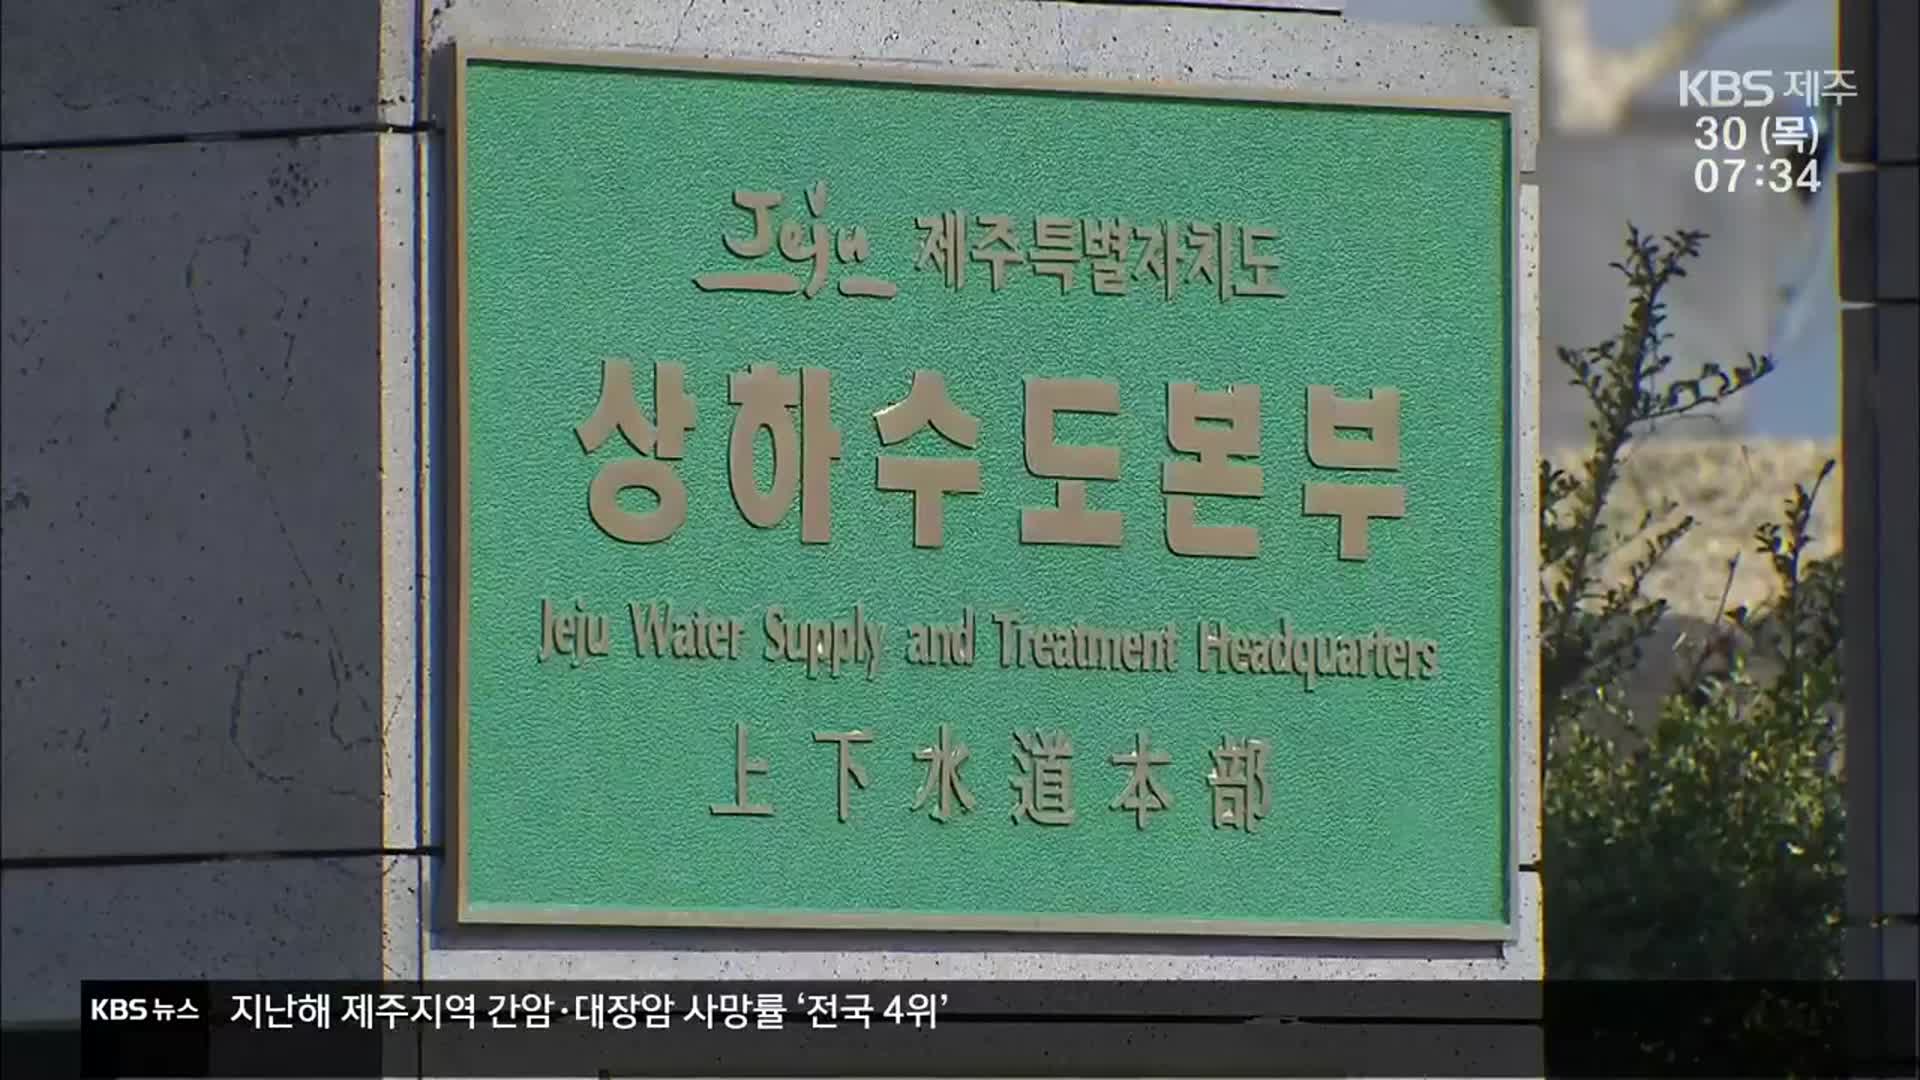 KBS 제주
30 (목)
07:34
Jeju 제주특별자치도
상하수도본부
Jeju Water Supply and Treatment Headquarters
上下水道本部
KBS 뉴스 지난해 제주지역 간암·대장암 사망률 ‘전국 4위’